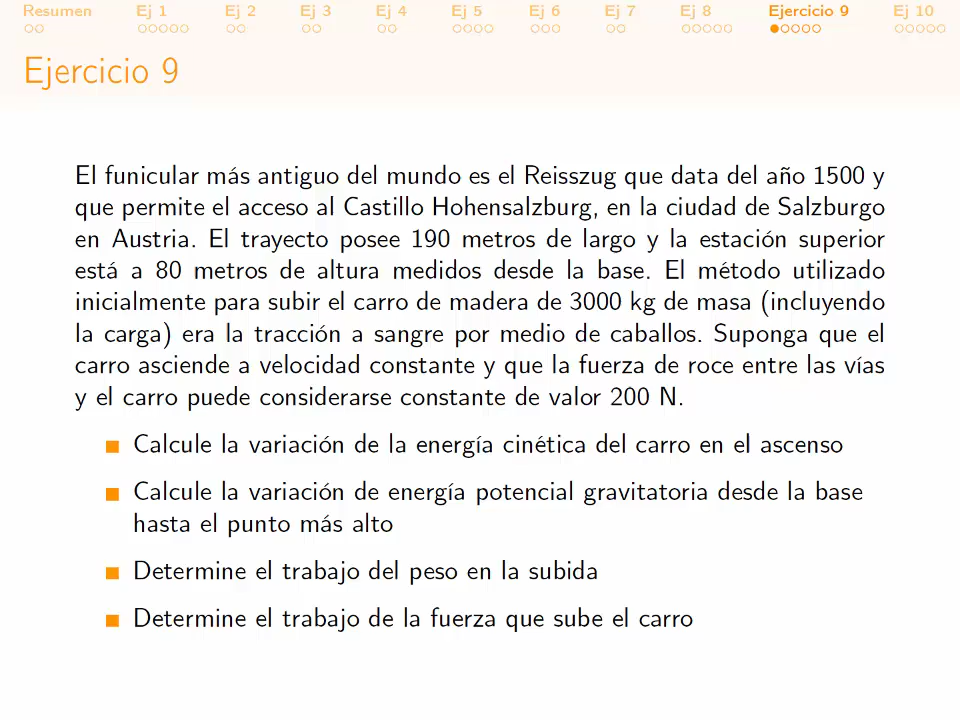 Resumen Ej 1 Ej 2 Ej 3 Ej 4 Ej 5 Ej 6 Ej 7 Ej 8 Ejercicio 9 Ej 10
Ejercicio 9
El funicular más antiguo del mundo es el Reisszug que data del año 1500 y
que permite el acceso al Castillo Hohensalzburg, en la ciudad de Salzburgo
en Austria. El trayecto posee 190 metros de largo y la estación superior
está a 80 metros de altura medidos desde la base. El método utilizado
inicialmente para subir el carro de madera de 3000 kg de masa (incluyendo
la carga) era la tracción a sangre por medio de caballos. Suponga que el
carro asciende a velocidad constante y que la fuerza de roce entre las vías
y el carro puede considerarse constante de valor 200 N.
Calcule la variación de la energía cinética del carro en el ascenso
Calcule la variación de energía potencial gravitatoria desde la base
hasta el punto más alto
Determine el trabajo del peso en la subida
Determine el trabajo de la fuerza que sube el carro